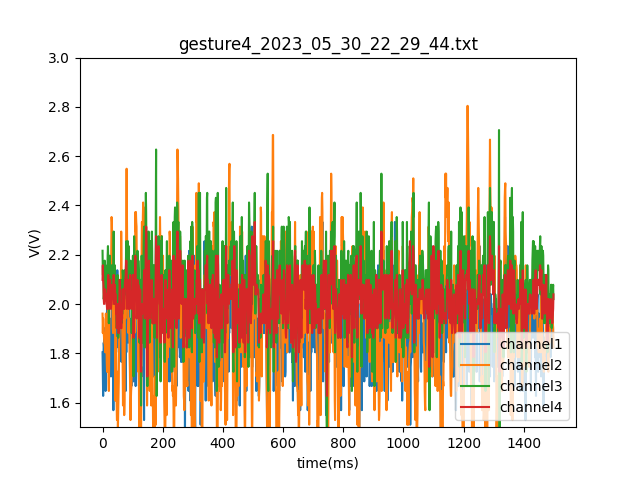 gesture4_2023_05_30_22_29_44.txt
V(V)
3.0
2.8
2.6
2.4
2.2
2.0
1.8
1.6
channel1
channel2
channel3
channel4
0 200 400 600 800 1000 1200 1400
time(ms)